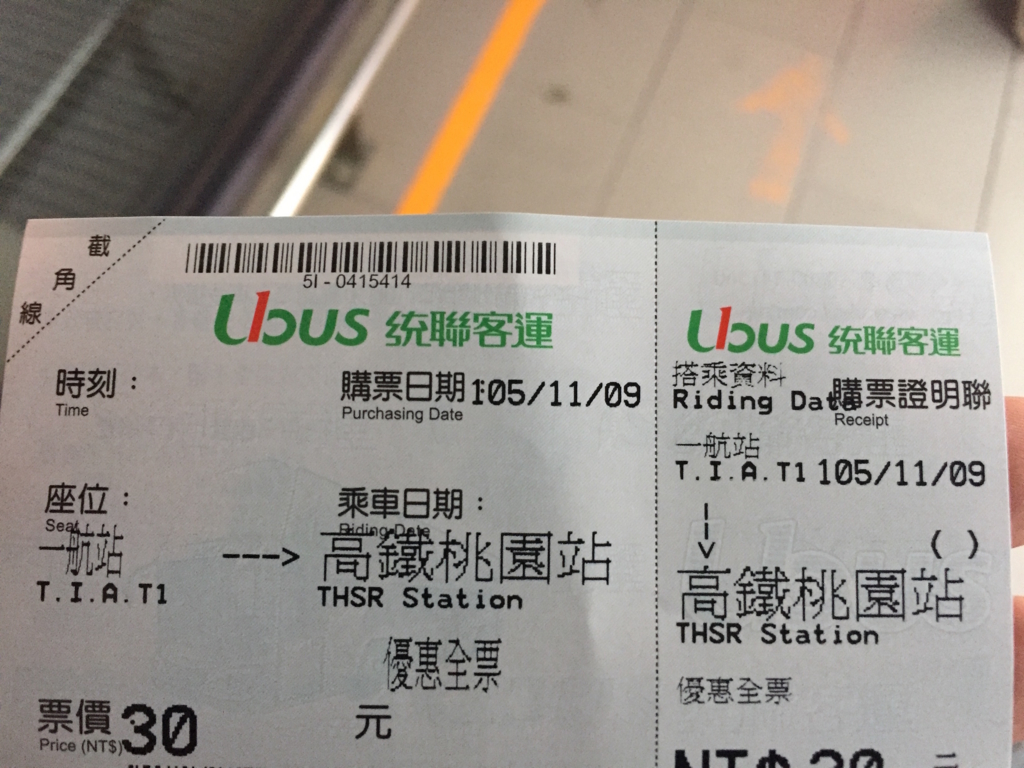 截角線
5I - 0415414
Ubus 统聯客運
時刻：
Time
購票日期：105/11/09
Purchasing Date
座位：
Seat
乘車日期：
Riding Date
一航站 ---> 高鐵桃園站
T.I.A.T1 THSR Station
優惠全票
票價 30 元
Price (NT$)
Ubus 统聯客運
搭乘資料
購票證明聯
Riding Date
Receipt
一航站
T.I.A.T1 105/11/09
--->
( )
高鐵桃園站
THSR Station
優惠全票
NT$ 30 元